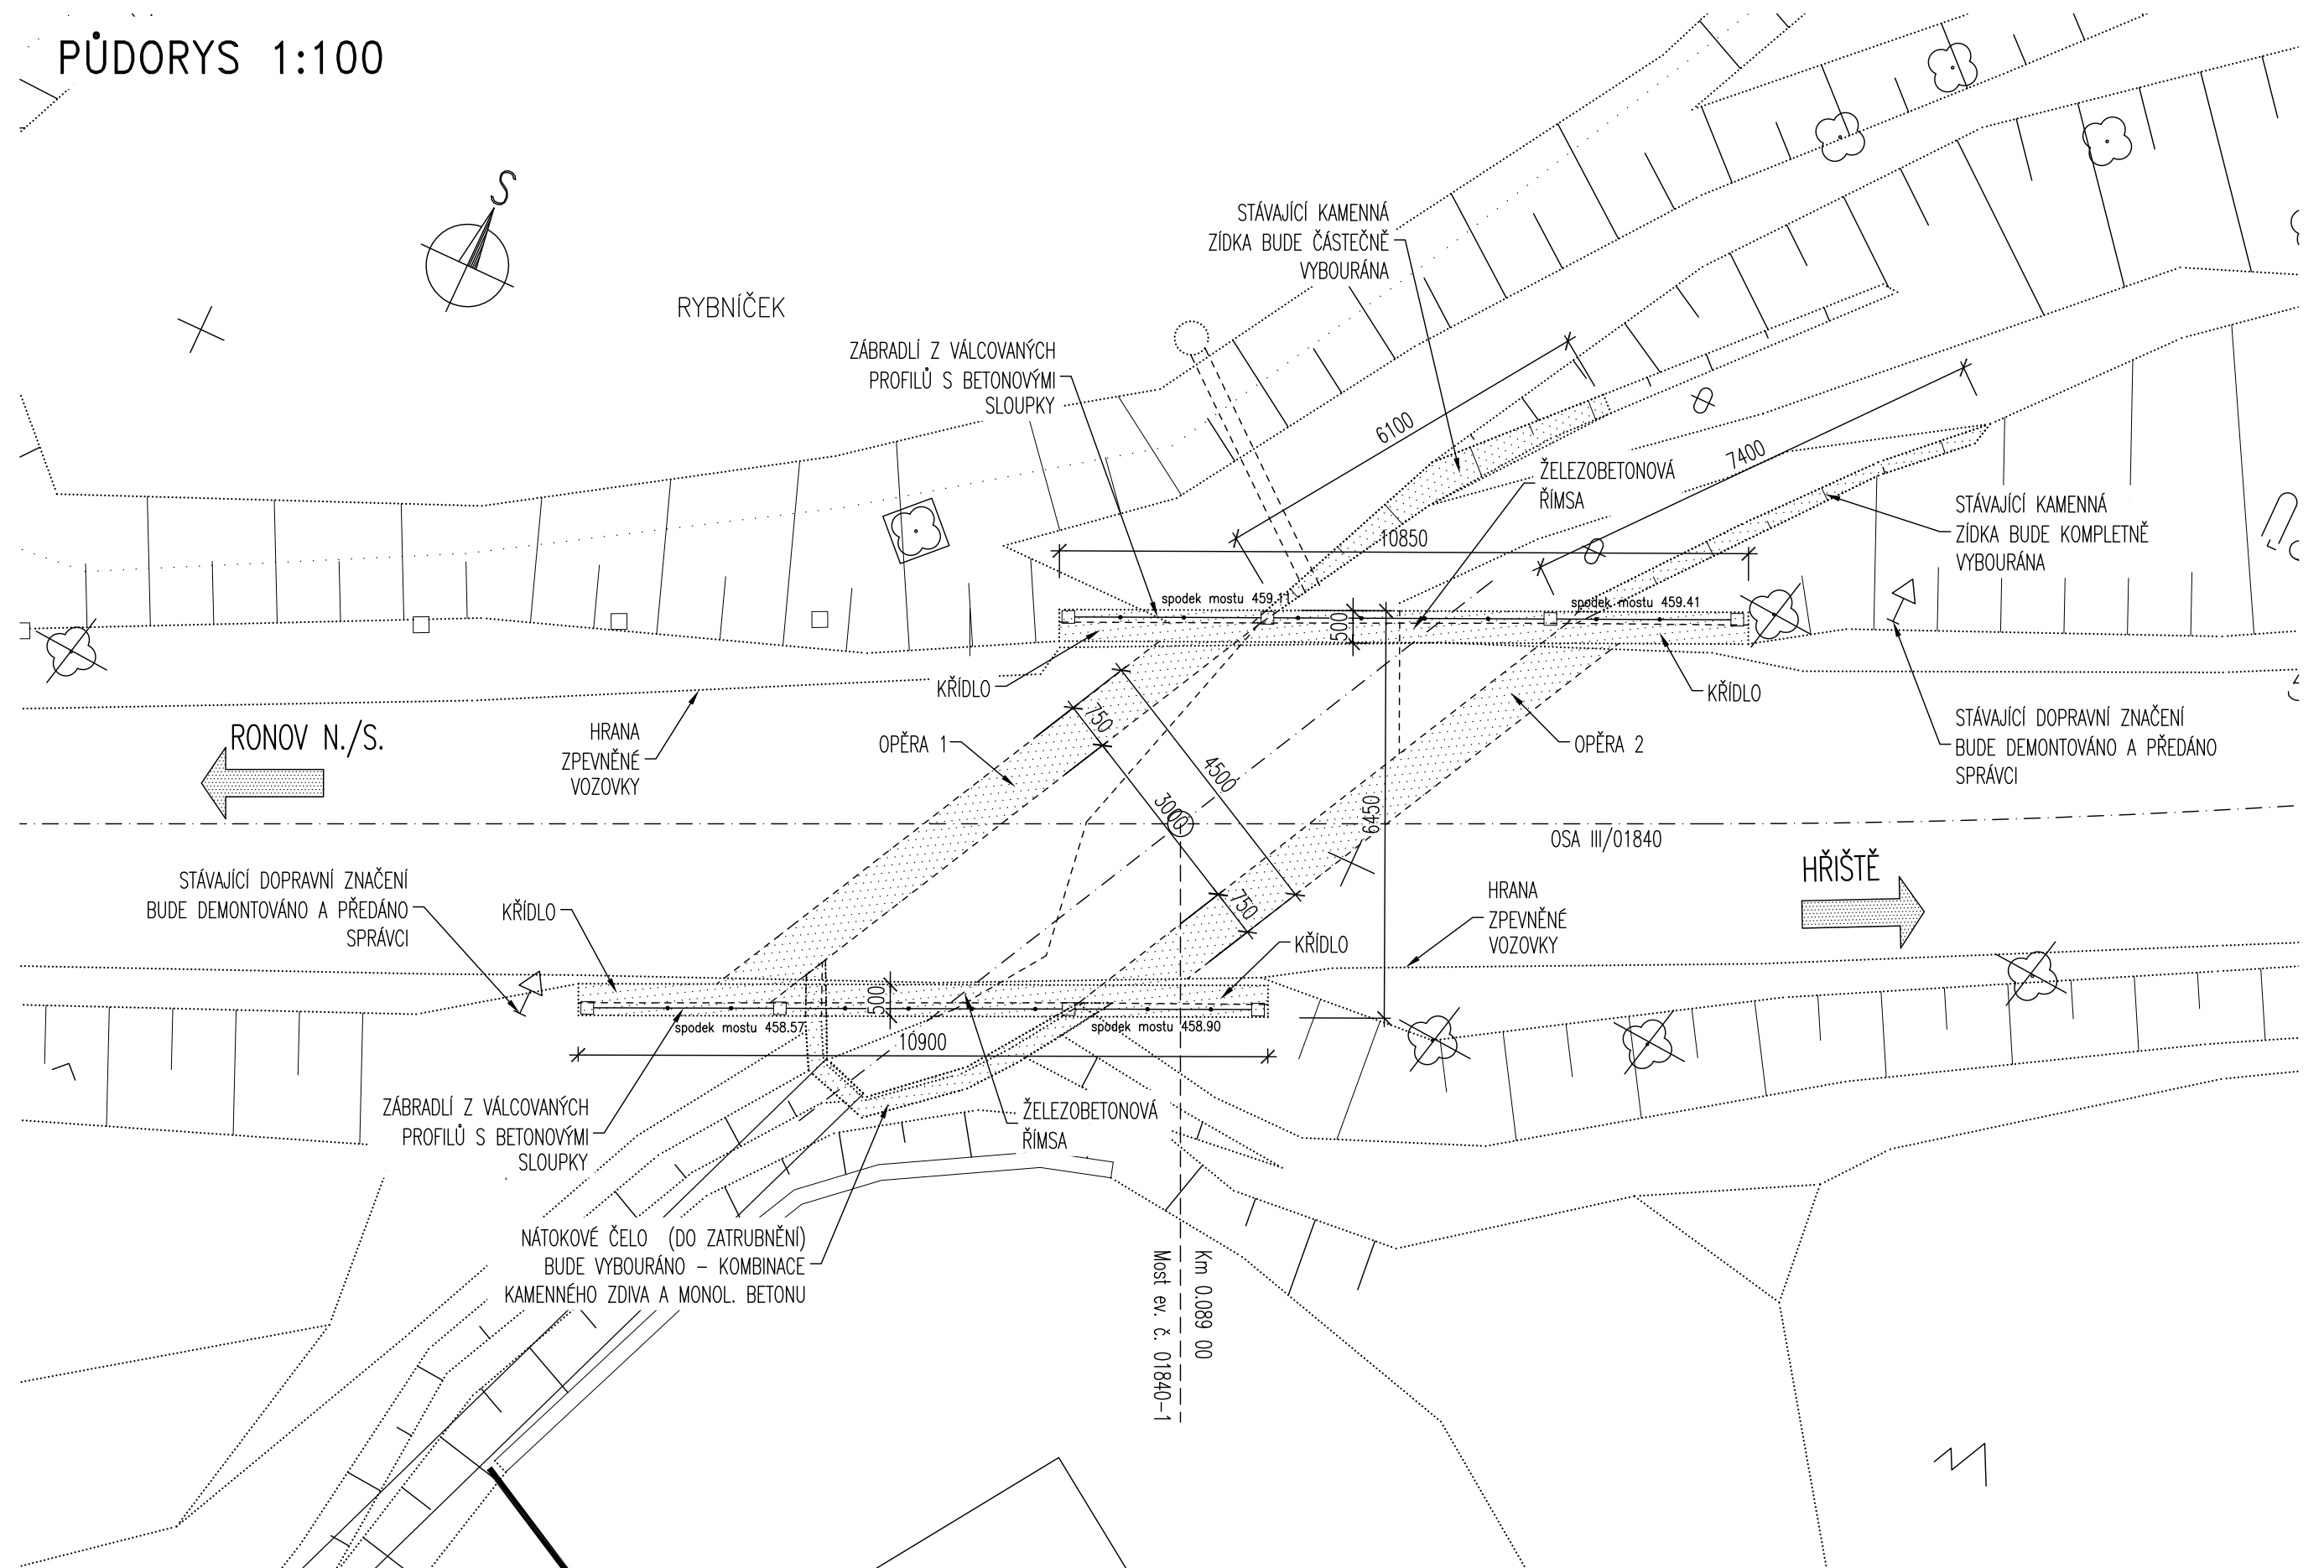 PŮDORYS 1:100
S
RYBNÍČEK
STÁVAJÍCÍ KAMENNÁ
ZÍDKA BUDE ČÁSTEČNĚ
VYBOURÁNA
ZÁBRADLÍ Z VÁLCOVANÝCH
PROFILŮ S BETONOVÝMI
SLOUPKY
6100
7400
ŽELEZOBETONOVÁ
ŘÍMSA
STÁVAJÍCÍ KAMENNÁ
ZÍDKA BUDE KOMPLETNĚ
VYBOURÁNA
10850
spodek mostu 459.11
spodek mostu 459.41
500
KŘÍDLO
KŘÍDLO
RONOV N./S.
HRANA
ZPEVNĚNÉ
VOZOVKY
OPĚRA 1
750
4500
3000
OPĚRA 2
STÁVAJÍCÍ DOPRAVNÍ ZNAČENÍ
BUDE DEMONTOVÁNO A PŘEDÁNO
SPRÁVCI
6450
OSA III/01840
HŘIŠTĚ
STÁVAJÍCÍ DOPRAVNÍ ZNAČENÍ
BUDE DEMONTOVÁNO A PŘEDÁNO
SPRÁVCI
KŘÍDLO
750
KŘÍDLO
HRANA
ZPEVNĚNÉ
VOZOVKY
500
spodek mostu 458.57
spodek mostu 458.90
10900
ZÁBRADLÍ Z VÁLCOVANÝCH
PROFILŮ S BETONOVÝMI
SLOUPKY
ŽELEZOBETONOVÁ
ŘÍMSA
NÁTOKOVÉ ČELO (DO ZATRUBNĚNÍ)
BUDE VYBOURÁNO – KOMBINACE
KAMENNÉHO ZDIVA A MONOL. BETONU
Km 0.089 00
Most ev. č. 01840-1